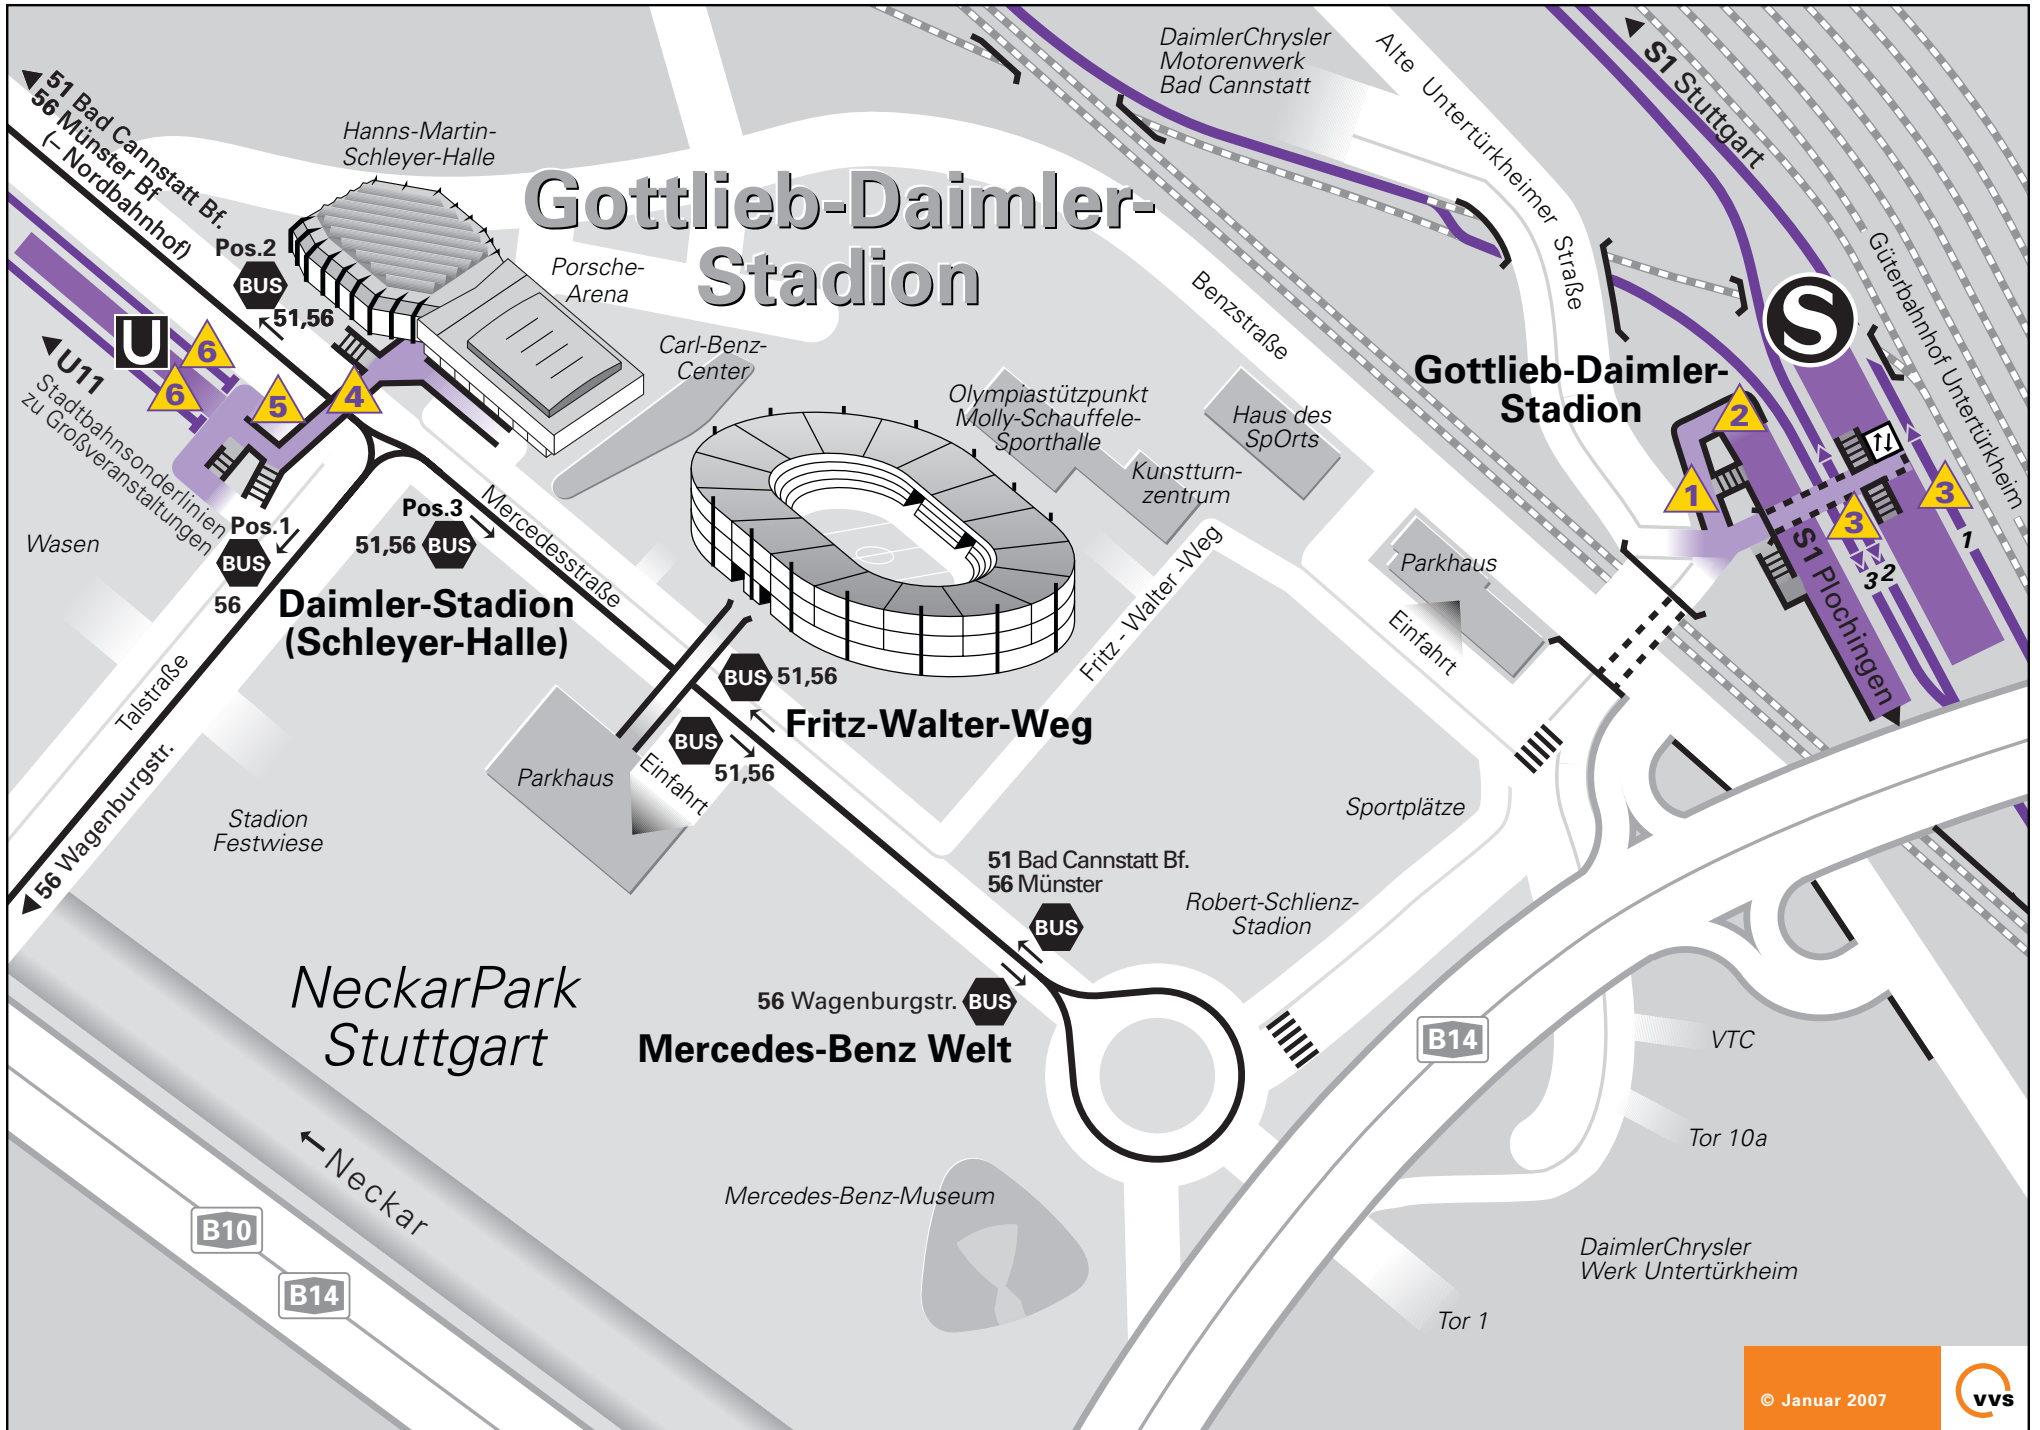 51 Bad Cannstatt Bf.
56 Münster Bf
(– Nordbahnhof)
Hanns-Martin-
Schleyer-Halle
Gottlieb-Daimler-
Stadion
DaimlerChrysler
Motorenwerk
Bad Cannstatt
Alte Untertürkheimer Straße
S1 Stuttgart
Güterbahnhof Untertürkheim
Pos.2
BUS
51,56
Porsche-
Arena
Carl-Benz-
Center
Benzstraße
S
U
6
6
5
4
U11
Stadtbahnsonderlinien
zu Großveranstaltungen
Olympiastützpunkt
Molly-Schauffele-
Sporthalle
Kunstturn-
zentrum
Haus des
SpOrts
Gottlieb-Daimler-
Stadion
2
1
3
3
1
2
3
S1 Plochingen
Wasen
Pos.1
BUS
56
Pos.3
51,56 BUS
Mercedesstraße
Daimler-Stadion
(Schleyer-Halle)
Parkhaus
Einfahrt
Fritz - Walter -Weg
Talstraße
56 Wagenburgstr.
BUS 51,56
Fritz-Walter-Weg
BUS
51,56
Parkhaus
Einfahrt
Stadion
Festwiese
Sportplätze
51 Bad Cannstatt Bf.
56 Münster
BUS
Robert-Schlienz-
Stadion
NeckarPark
Stuttgart
56 Wagenburgstr. BUS
Mercedes-Benz Welt
B14
VTC
Tor 10a
Neckar
Mercedes-Benz-Museum
B10
B14
DaimlerChrysler
Werk Untertürkheim
Tor 1
© Januar 2007
vvs